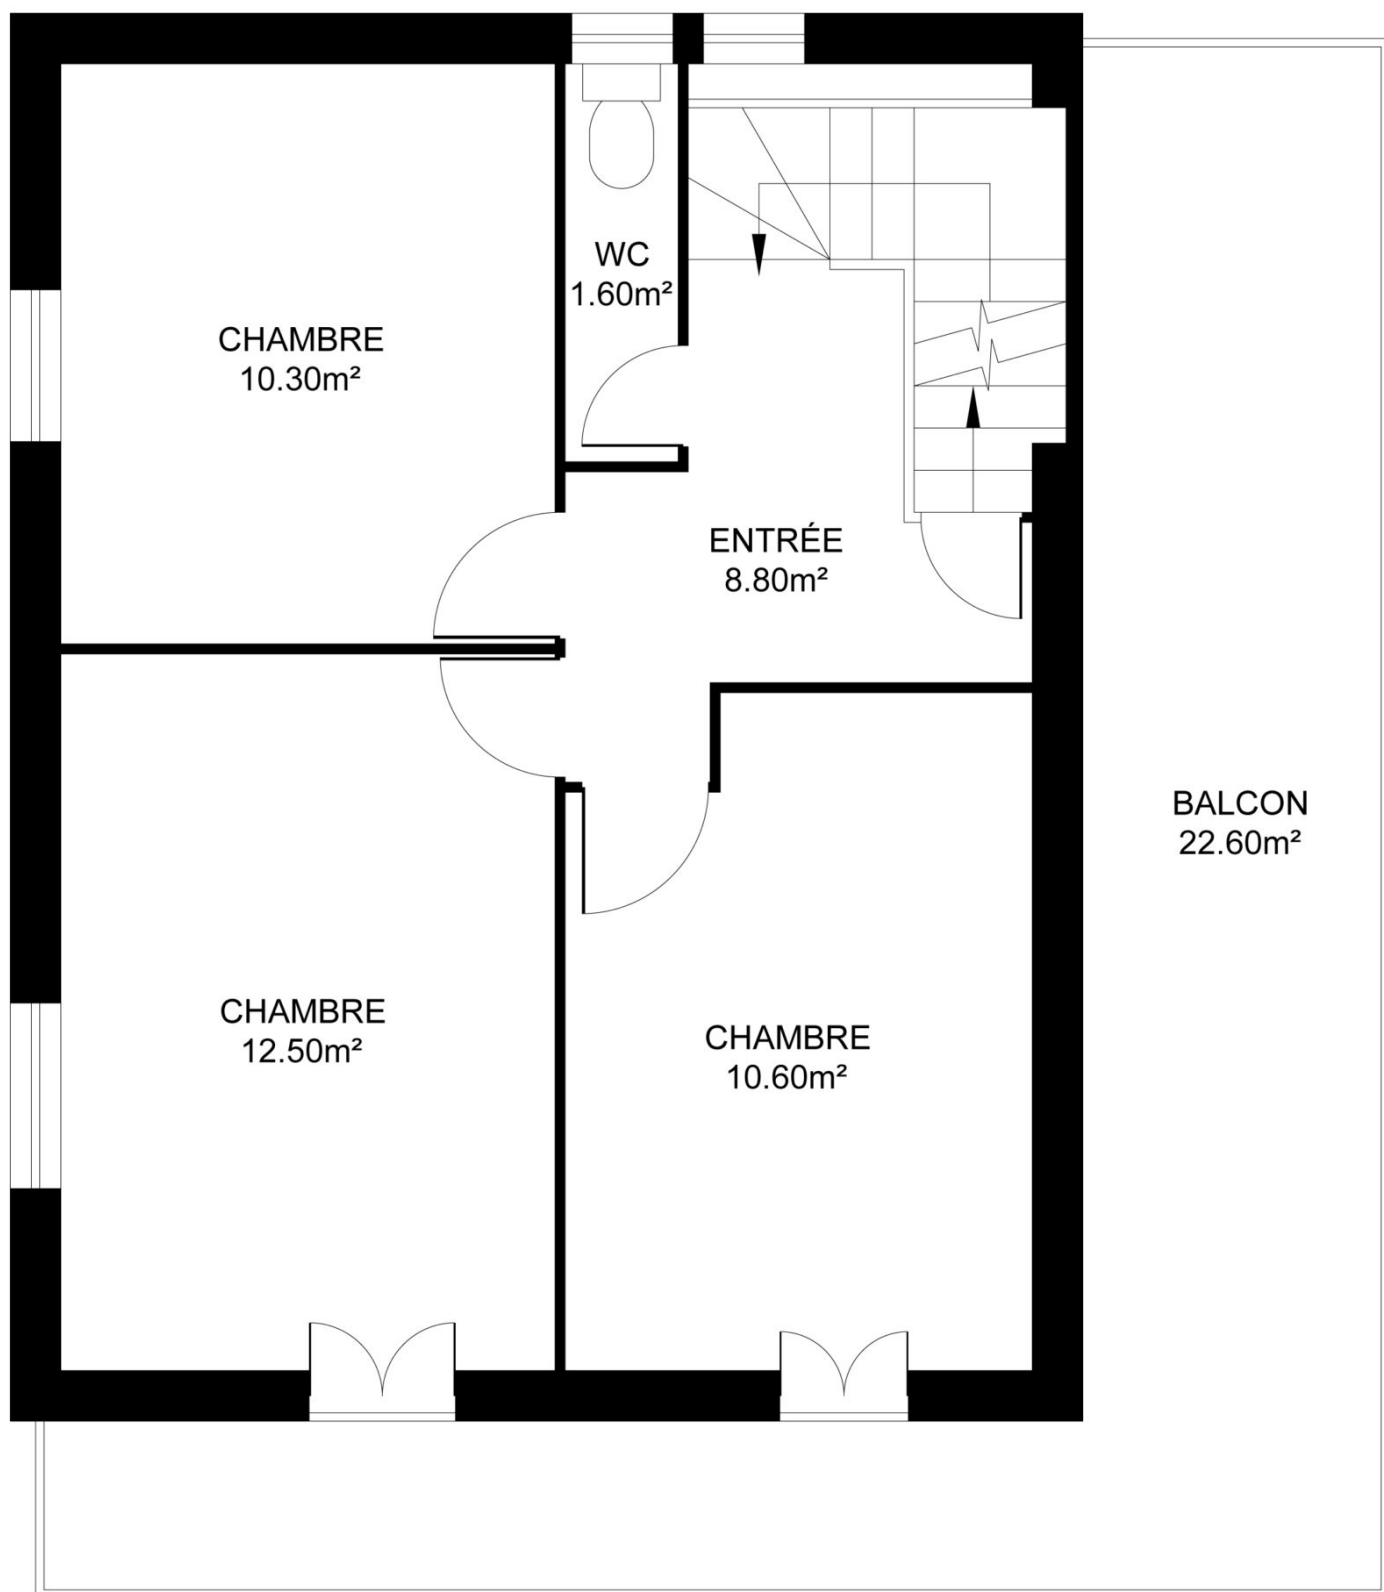 WC
1.60m²
CHAMBRE
10.30m²
ENTRÉE
8.80m²
BALCON
22.60m²
CHAMBRE
12.50m²
CHAMBRE
10.60m²